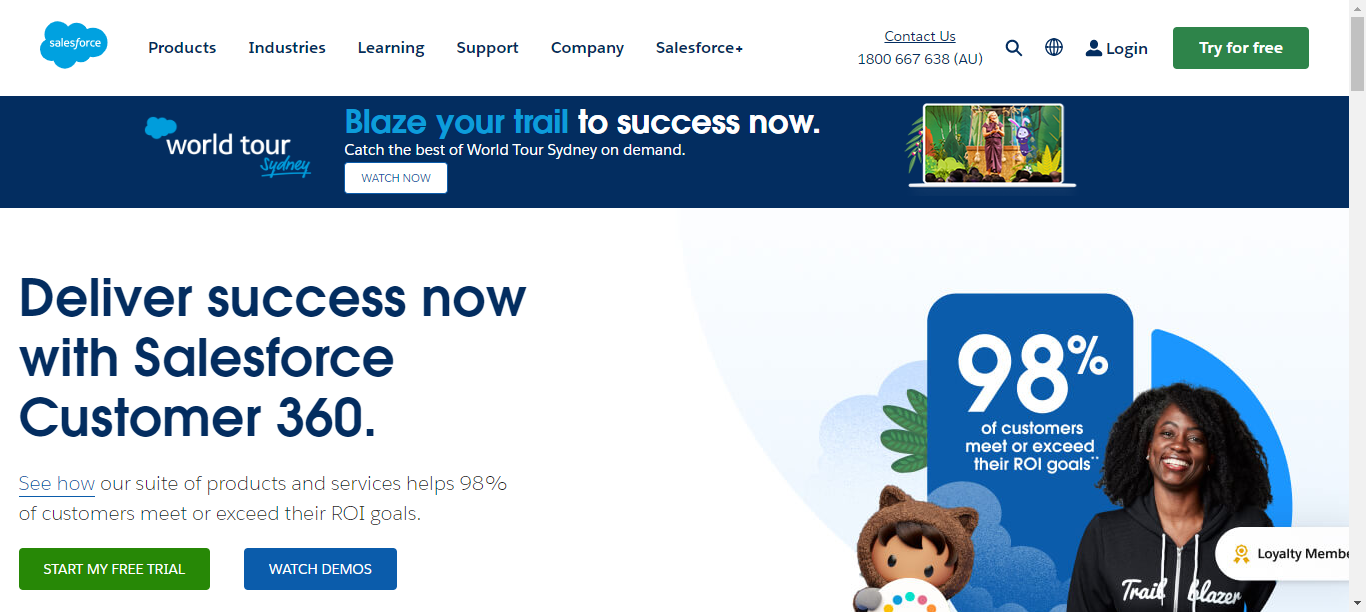 salesforce
Products
Industries
Learning
Support
Company
Salesforce+
Contact Us
1800 667 638 (AU)
Login
Try for free
world tour
Sydney
Blaze your trail to success now.
Catch the best of World Tour Sydney on demand.
WATCH NOW
Deliver success now
with Salesforce
Customer 360.
See how our suite of products and services helps 98%
of customers meet or exceed their ROI goals.
START MY FREE TRIAL
WATCH DEMOS
98%
of customers
meet or exceed
their ROI goals**
Loyalty Membe
Trail blazer